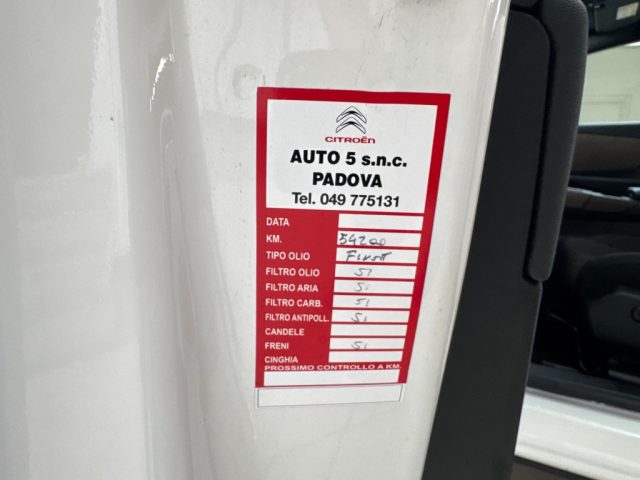 CITROËN
AUTO 5 s.n.c.
PADOVA
Tel. 049 775131
DATA
KM. 54200
TIPO OLIO First
FILTRO OLIO SI
FILTRO ARIA SI
FILTRO CARB. SI
FILTRO ANTIPOLL. SI
CANDELE
FRENI SI
CINGHIA
PROSSIMO CONTROLLO A KM.